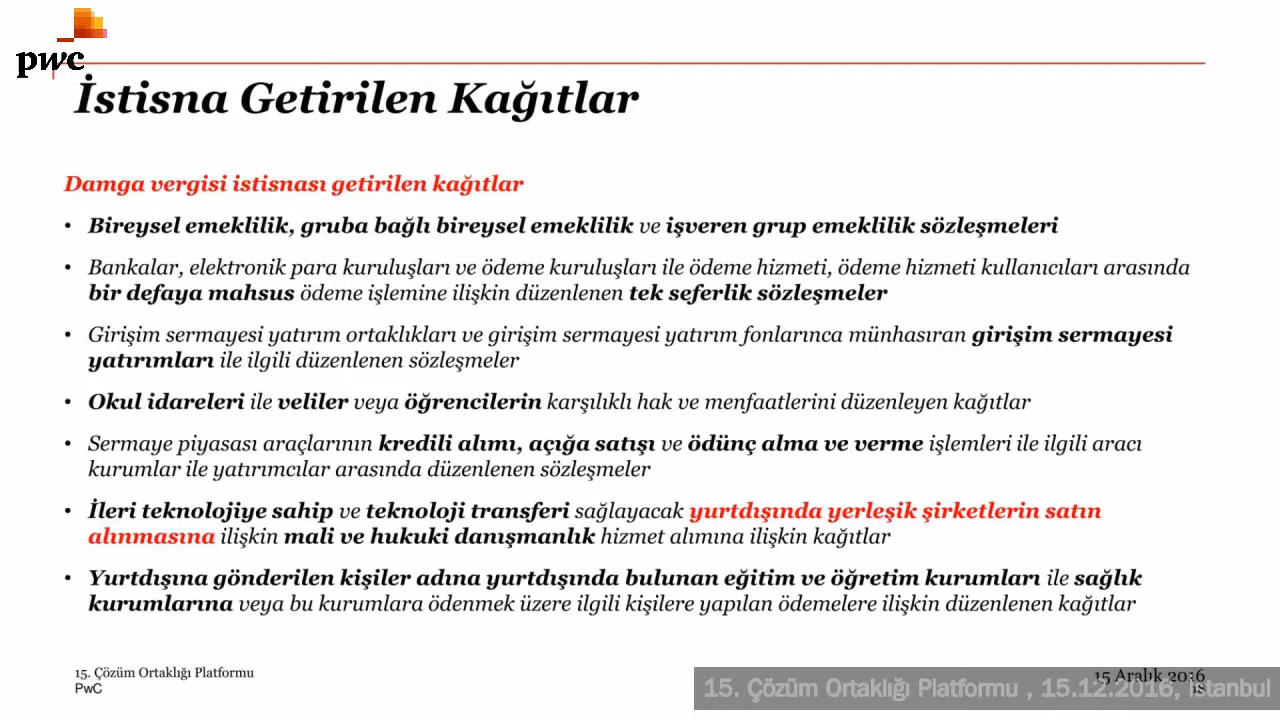 pwc
İstisna Getirilen Kağıtlar
Damga vergisi istisnası getirilen kağıtlar
• Bireysel emeklilik, gruba bağlı bireysel emeklilik ve işveren grup emeklilik sözleşmeleri
• Bankalar, elektronik para kuruluşları ve ödeme kuruluşları ile ödeme hizmeti, ödeme hizmeti kullanıcıları arasında
bir defaya mahsus ödeme işlemine ilişkin düzenlenen tek seferlik sözleşmeler
• Girişim sermayesi yatırım ortaklıkları ve girişim sermayesi yatırım fonlarınca münhasıran girişim sermayesi
yatırımları ile ilgili düzenlenen sözleşmeler
• Okul idareleri ile veliler veya öğrencilerin karşılıklı hak ve menfaatlerini düzenleyen kağıtlar
• Sermaye piyasası araçlarının kredili alımı, açığa satışı ve ödünç alma ve verme işlemleri ile ilgili aracı
kurumlar ile yatırımcılar arasında düzenlenen sözleşmeler
• İleri teknolojiye sahip ve teknoloji transferi sağlayacak yurtdışında yerleşik şirketlerin satın
alınmasına ilişkin mali ve hukuki danışmanlık hizmet alımına ilişkin kağıtlar
• Yurtdışına gönderilen kişiler adına yurtdışında bulunan eğitim ve öğretim kurumları ile sağlık
kurumlarına veya bu kurumlara ödenmek üzere ilgili kişilere yapılan ödemelere ilişkin düzenlenen kağıtlar
15. Çözüm Ortaklığı Platformu
PwC
15 Aralık 2016
18
15. Çözüm Ortaklığı Platformu , 15.12.2016, İstanbul